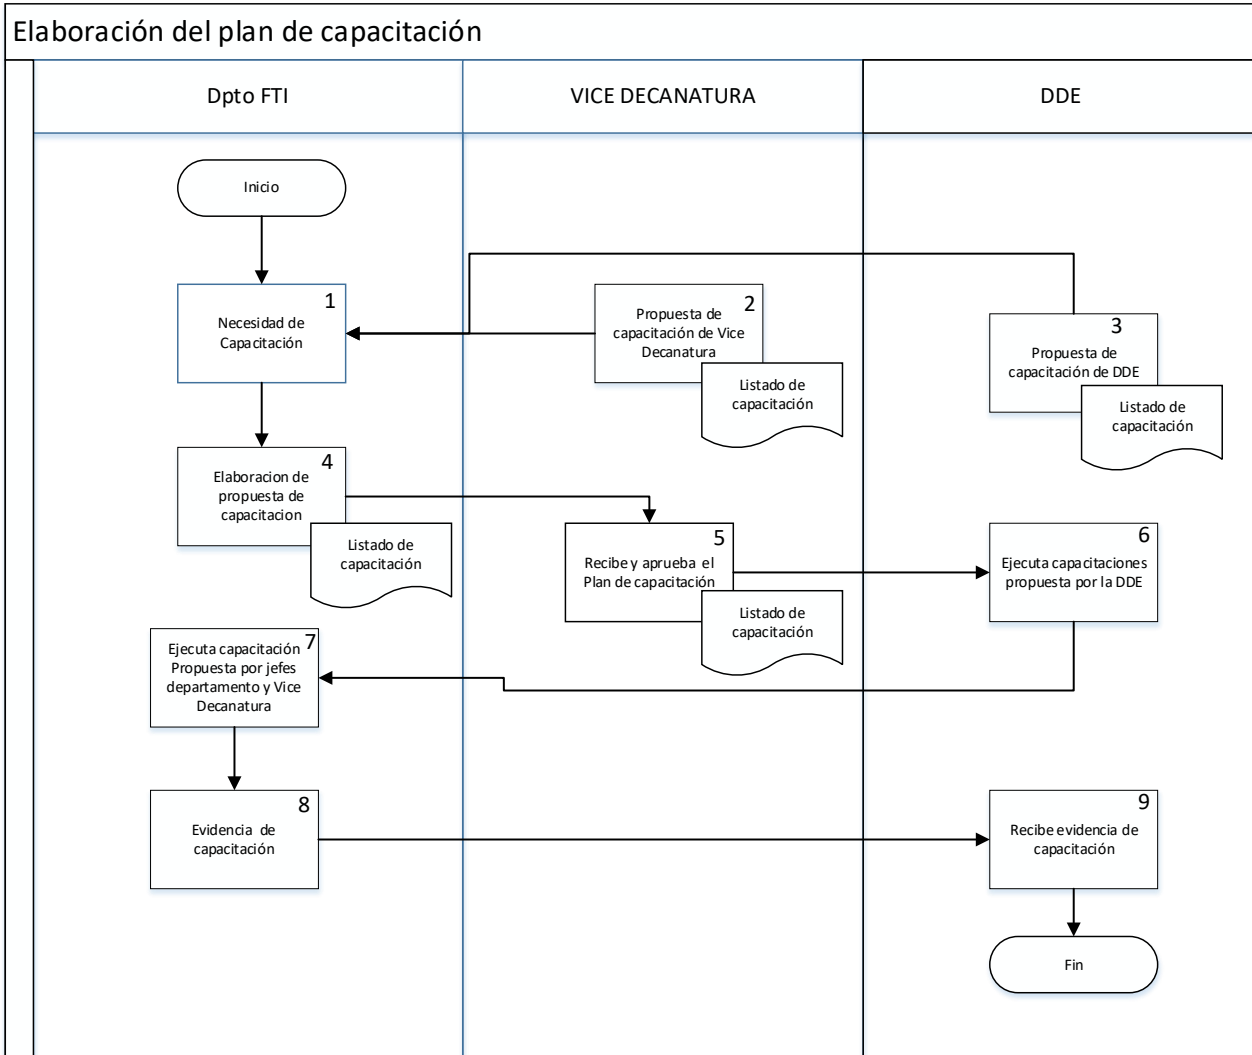 Elaboración del plan de capacitación
Dpto FTI
VICE DECANATURA
DDE
Inicio
1
Necesidad de
Capacitación
2
Propuesta de
capacitación de Vice
Decanatura
Listado de
capacitación
3
Propuesta de
capacitación de DDE
Listado de
capacitación
4
Elaboracion de
propuesta de
capacitacion
Listado de
capacitación
5
Recibe y aprueba el
Plan de capacitación
Listado de
capacitación
6
Ejecuta capacitaciones
propuesta por la DDE
7
Ejecuta capacitación
Propuesta por jefes
departamento y Vice
Decanatura
8
Evidencia de
capacitación
9
Recibe evidencia de
capacitación
Fin